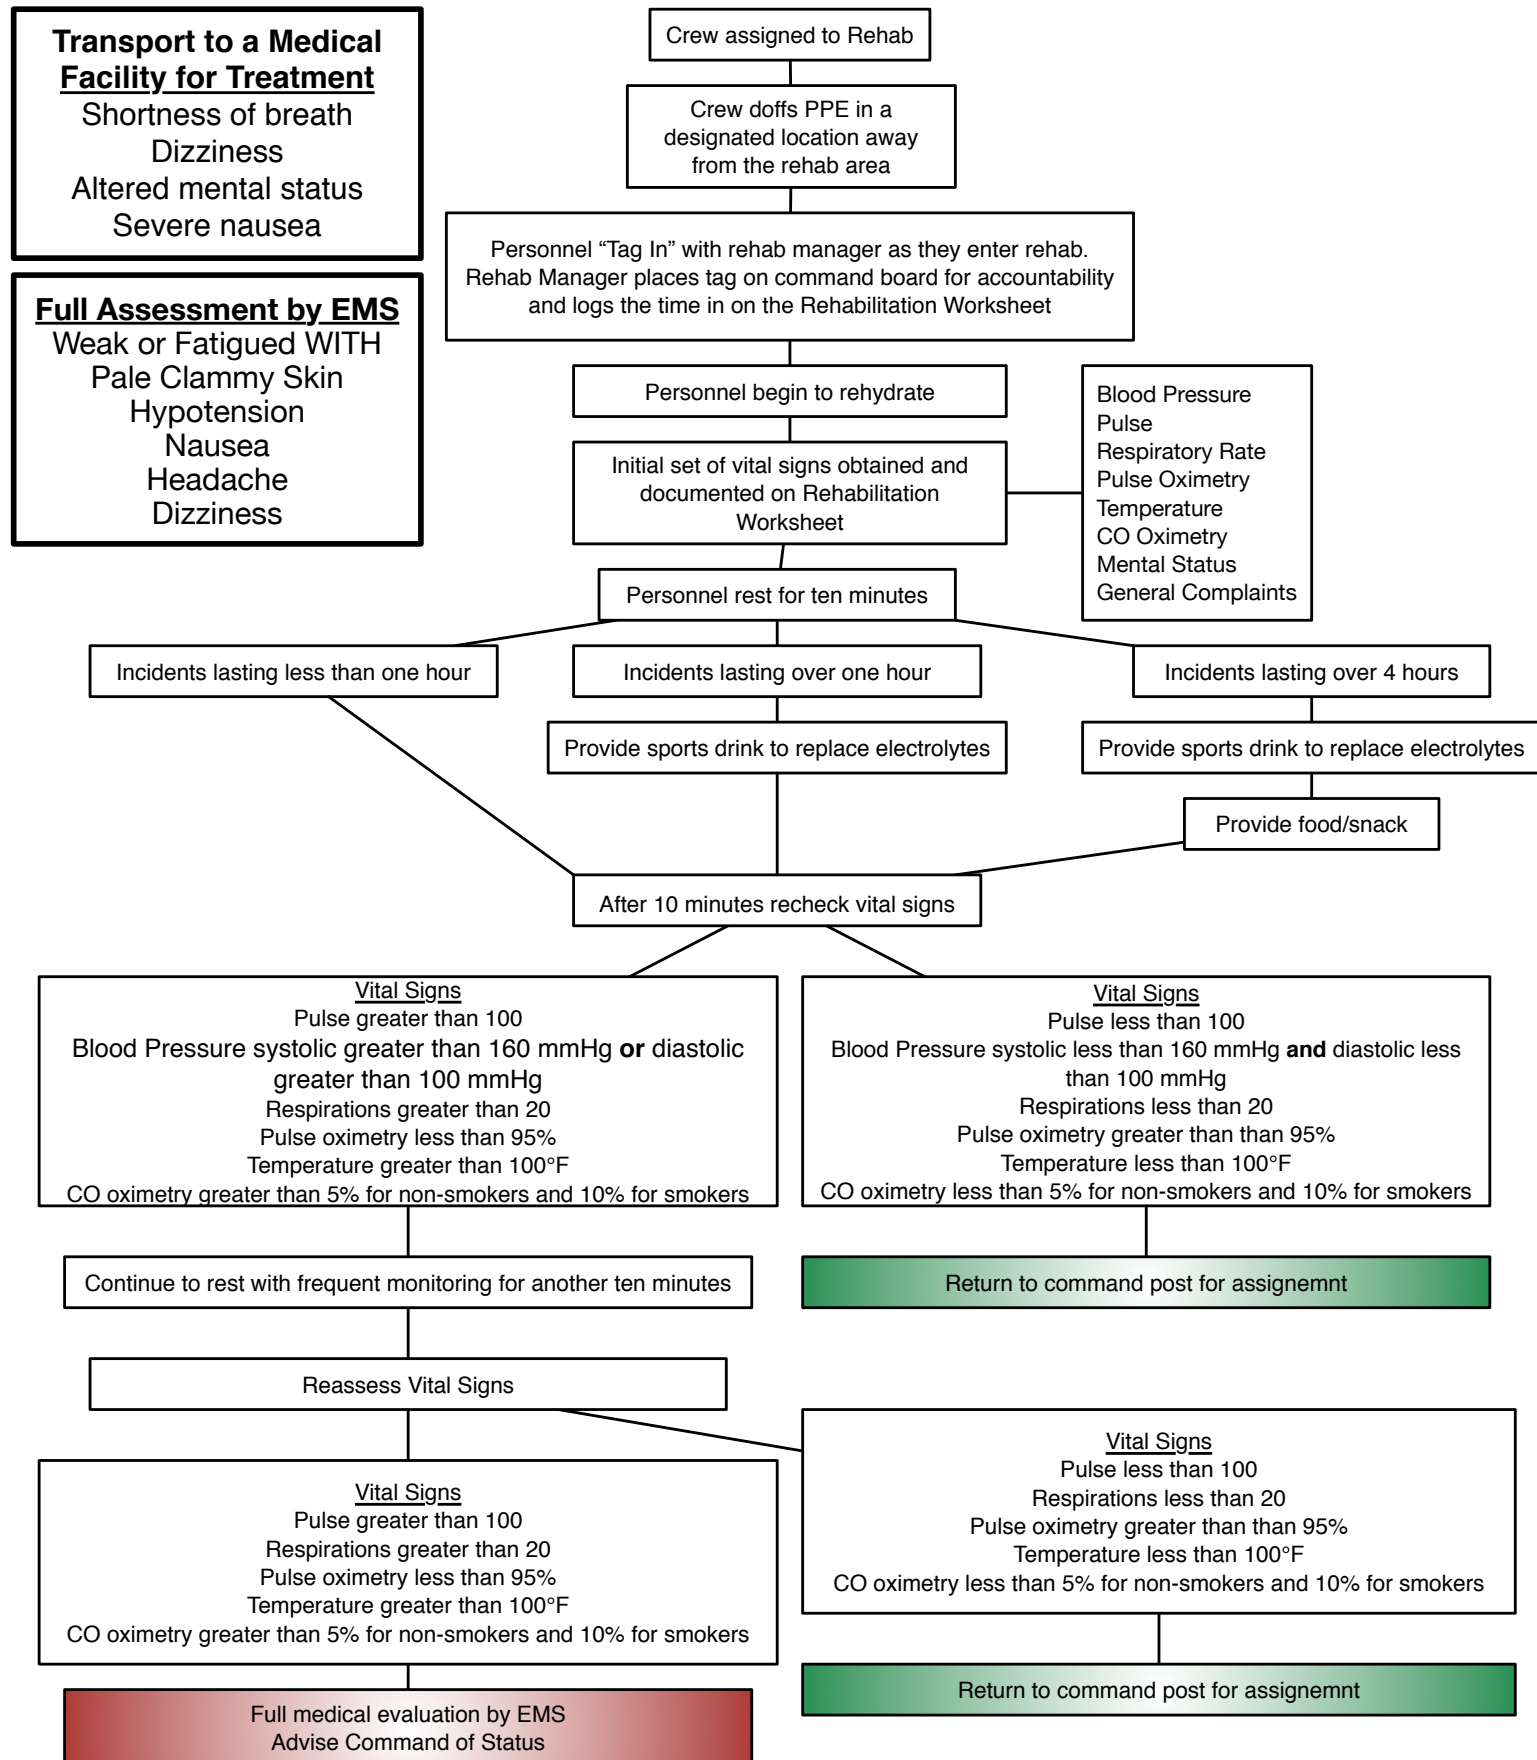 Transport to a Medical
Facility for Treatment
Shortness of breath
Dizziness
Altered mental status
Severe nausea
Full Assessment by EMS
Weak or Fatigued WITH
Pale Clammy Skin
Hypotension
Nausea
Headache
Dizziness
Crew assigned to Rehab
Crew doffs PPE in a
designated location away
from the rehab area
Personnel “Tag In” with rehab manager as they enter rehab.
Rehab Manager places tag on command board for accountability
and logs the time in on the Rehabilitation Worksheet
Personnel begin to rehydrate
Initial set of vital signs obtained and
documented on Rehabilitation
Worksheet
Blood Pressure
Pulse
Respiratory Rate
Pulse Oximetry
Temperature
CO Oximetry
Mental Status
General Complaints
Personnel rest for ten minutes
Incidents lasting less than one hour
Incidents lasting over one hour
Incidents lasting over 4 hours
Provide sports drink to replace electrolytes
Provide sports drink to replace electrolytes
Provide food/snack
After 10 minutes recheck vital signs
Vital Signs
Pulse greater than 100
Blood Pressure systolic greater than 160 mmHg or diastolic
greater than 100 mmHg
Respirations greater than 20
Pulse oximetry less than 95%
Temperature greater than 100°F
CO oximetry greater than 5% for non-smokers and 10% for smokers
Vital Signs
Pulse less than 100
Blood Pressure systolic less than 160 mmHg and diastolic less
than 100 mmHg
Respirations less than 20
Pulse oximetry greater than than 95%
Temperature less than 100°F
CO oximetry less than 5% for non-smokers and 10% for smokers
Continue to rest with frequent monitoring for another ten minutes
Return to command post for assignemnt
Reassess Vital Signs
Vital Signs
Pulse greater than 100
Respirations greater than 20
Pulse oximetry less than 95%
Temperature greater than 100°F
CO oximetry greater than 5% for non-smokers and 10% for smokers
Vital Signs
Pulse less than 100
Respirations less than 20
Pulse oximetry greater than than 95%
Temperature less than 100°F
CO oximetry less than 5% for non-smokers and 10% for smokers
Full medical evaluation by EMS
Advise Command of Status
Return to command post for assignemnt